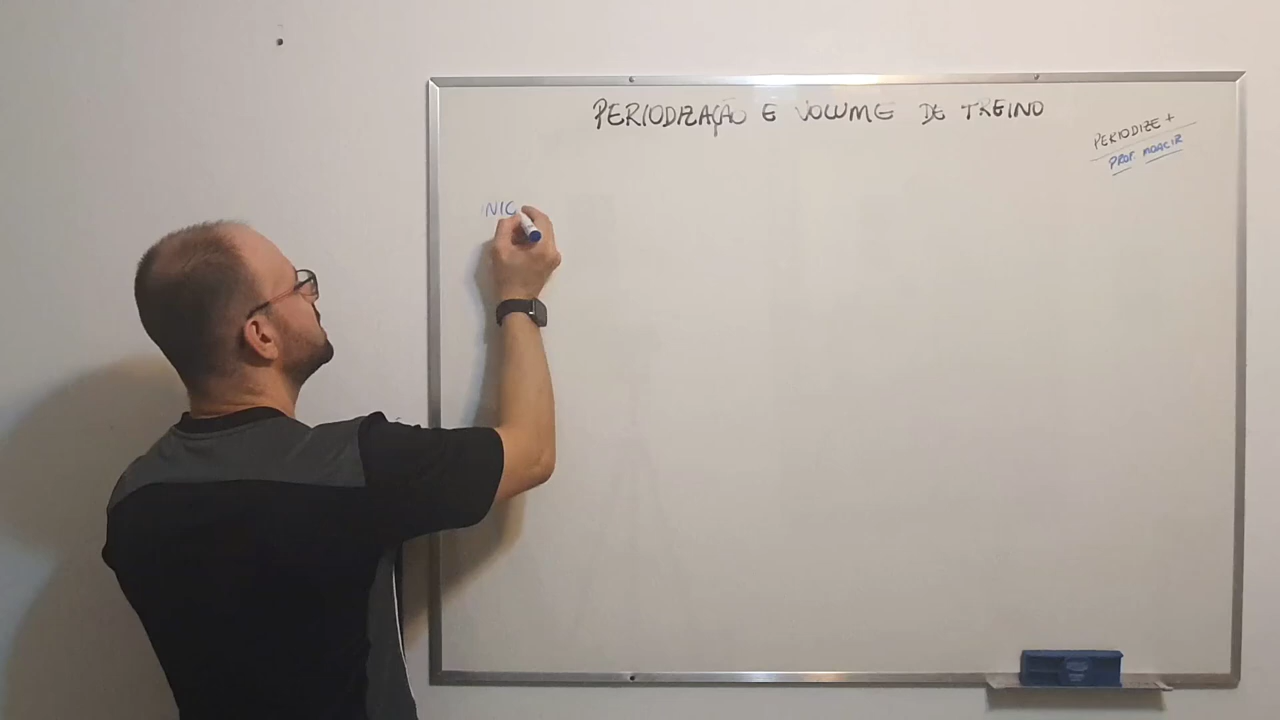 PERIODIZAÇÃO E VOLUME DE TREINO
PERIODIZE +
PROF. MOACIR
INIC